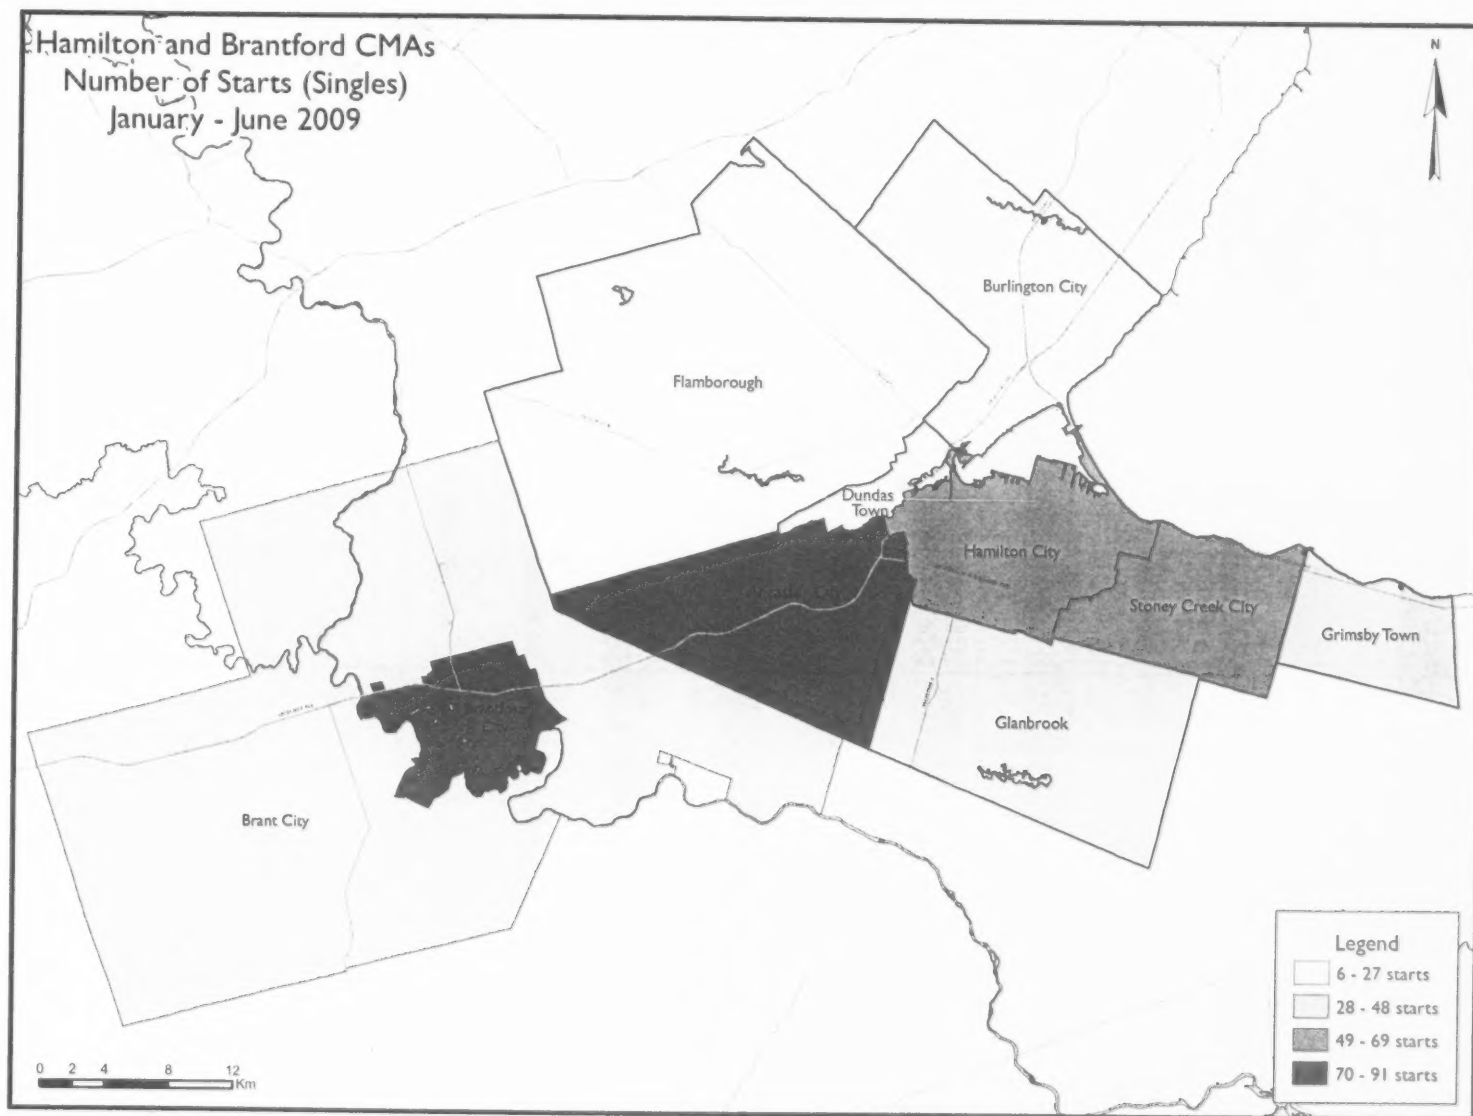 Hamilton and Brantford CMAs
Number of Starts (Singles)
January - June 2009
N
Burlington City
Flamborough
Dundas
Town
Hamilton City
Stoney Creek City
Grimsby Town
Glanbrook
Brant City
Legend
6 - 27 starts
28 - 48 starts
49 - 69 starts
70 - 91 starts
0 2 4 8 12
Km